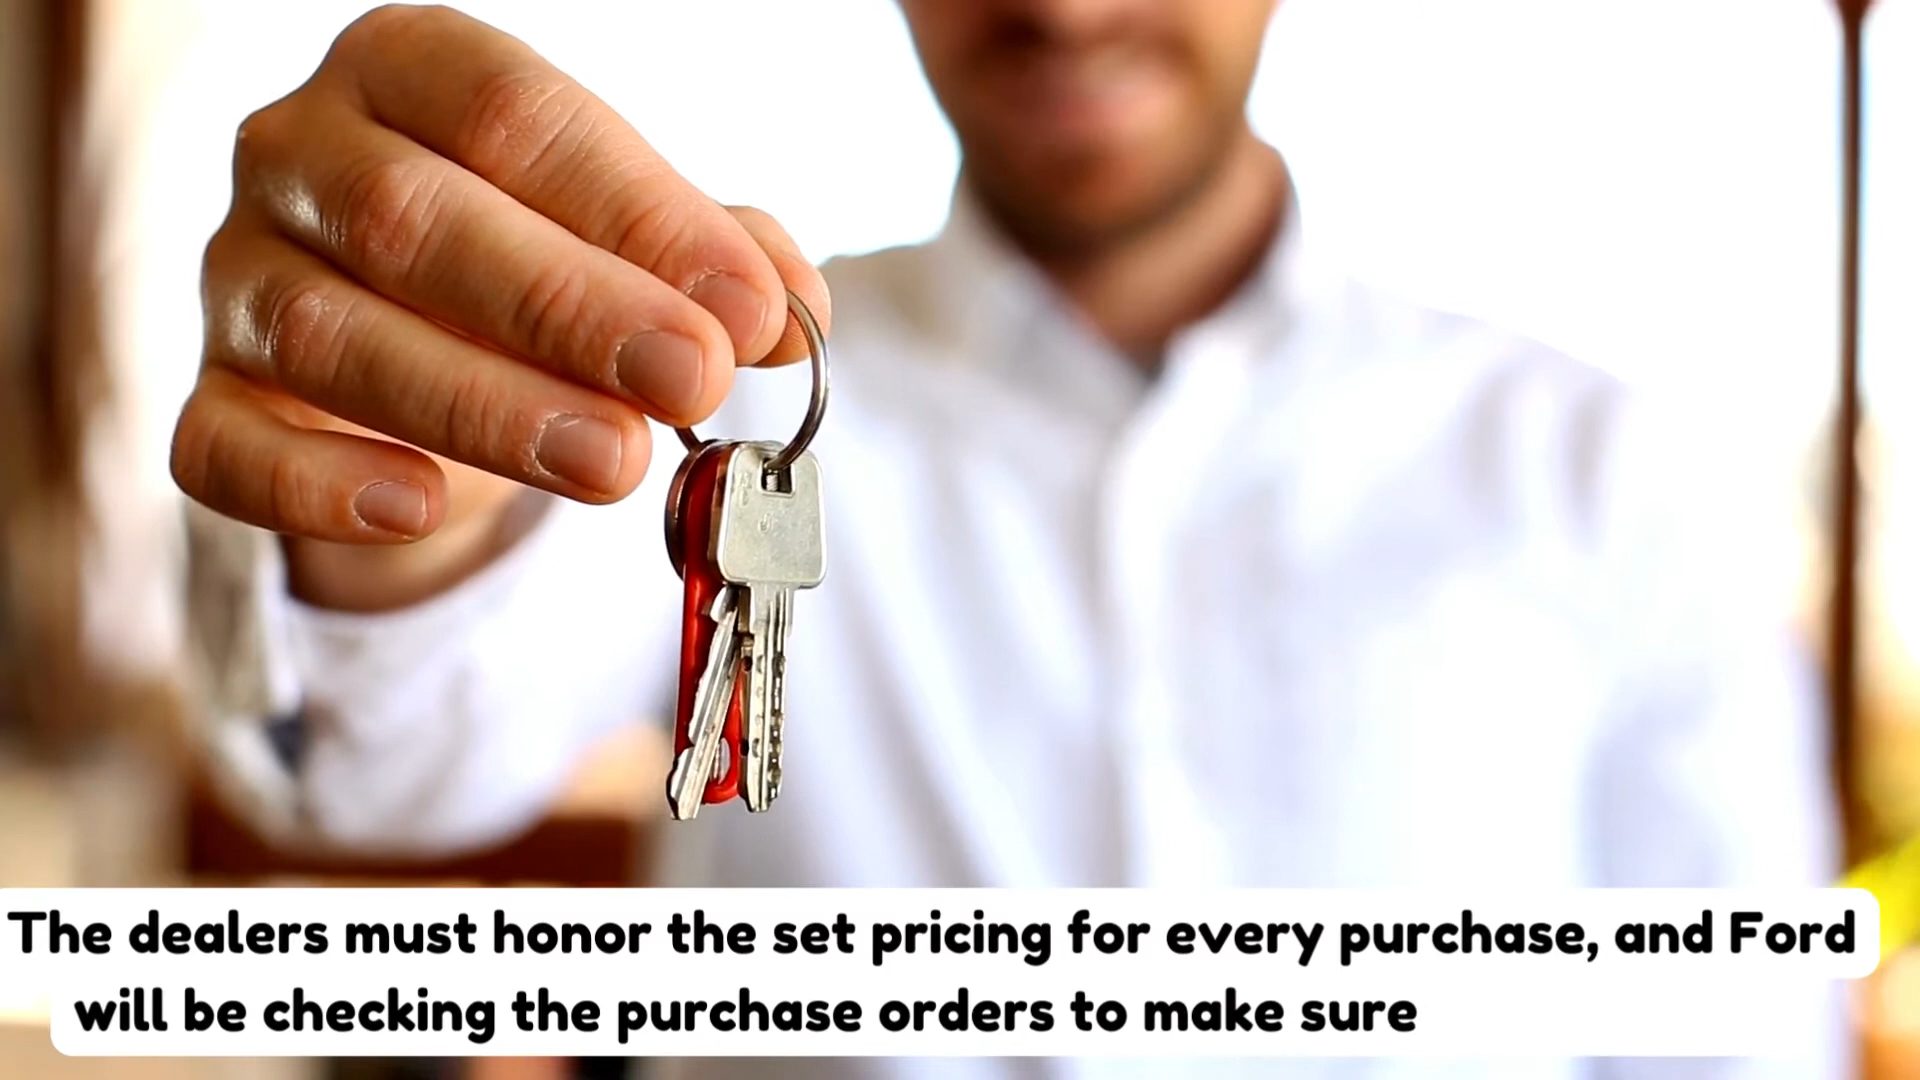 The dealers must honor the set pricing for every purchase, and Ford
will be checking the purchase orders to make sure